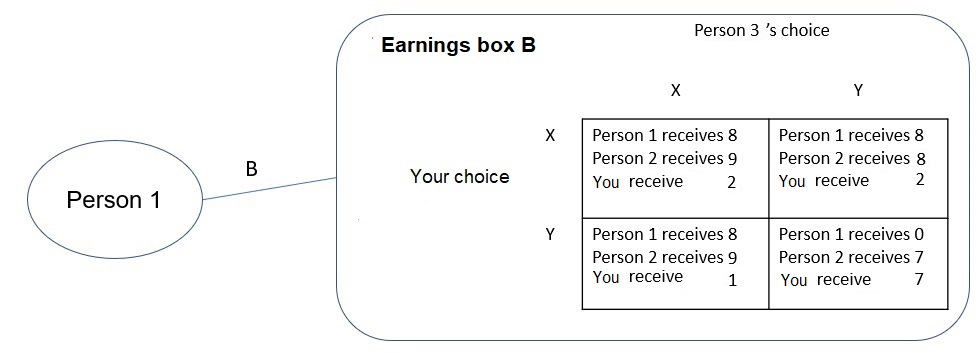 Person 3 's choice
Earnings box B
X Y
Person 1
B
Your choice
X
Person 1 receives 8
Person 2 receives 9
You receive 2
Person 1 receives 8
Person 2 receives 8
You receive 2
Y
Person 1 receives 8
Person 2 receives 9
You receive 1
Person 1 receives 0
Person 2 receives 7
You receive 7